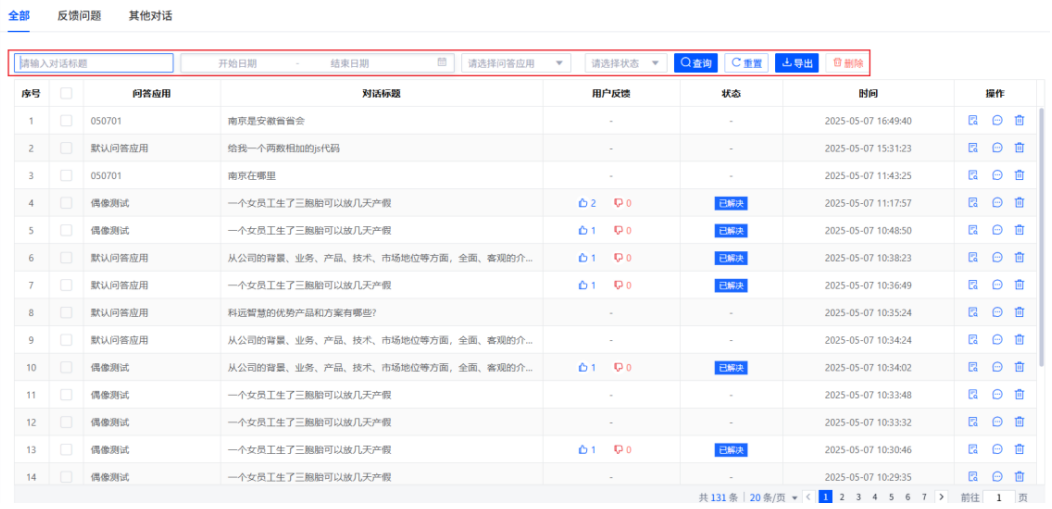 全部 反馈问题 其他对话
请输入对话标题 开始日期 - 结束日期 请选择问答应用 请选择状态 查询 重置 导出 删除
序号 问答应用 对话标题 用户反馈 状态 时间 操作
1 050701 南京是安徽省省会 - - 2025-05-07 16:49:40
2 默认问答应用 给我一个两数相加的js代码 - - 2025-05-07 15:31:23
3 050701 南京在哪里 - - 2025-05-07 11:43:25
4 偶像测试 一个女员工生了三胞胎可以放几天产假 2 0 已解决 2025-05-07 11:17:57
5 偶像测试 一个女员工生了三胞胎可以放几天产假 1 0 已解决 2025-05-07 10:48:50
6 默认问答应用 从公司的背景、业务、产品、技术、市场地位等方面,全面、客观的介... 1 0 已解决 2025-05-07 10:38:23
7 默认问答应用 一个女员工生了三胞胎可以放几天产假 1 0 已解决 2025-05-07 10:36:49
8 默认问答应用 科远智慧的优势产品和方案有哪些? - - 2025-05-07 10:35:24
9 默认问答应用 从公司的背景、业务、产品、技术、市场地位等方面,全面、客观的介... - - 2025-05-07 10:34:24
10 偶像测试 从公司的背景、业务、产品、技术、市场地位等方面,全面、客观的介... 1 0 已解决 2025-05-07 10:34:02
11 偶像测试 一个女员工生了三胞胎可以放几天产假 - - 2025-05-07 10:33:48
12 偶像测试 一个女员工生了三胞胎可以放几天产假 - - 2025-05-07 10:33:32
13 偶像测试 一个女员工生了三胞胎可以放几天产假 1 0 已解决 2025-05-07 10:30:46
14 偶像测试 一个女员工生了三胞胎可以放几天产假 - - 2025-05-07 10:29:35
共 131 条 20 条/页 1 2 3 4 5 6 7 前往 1 页